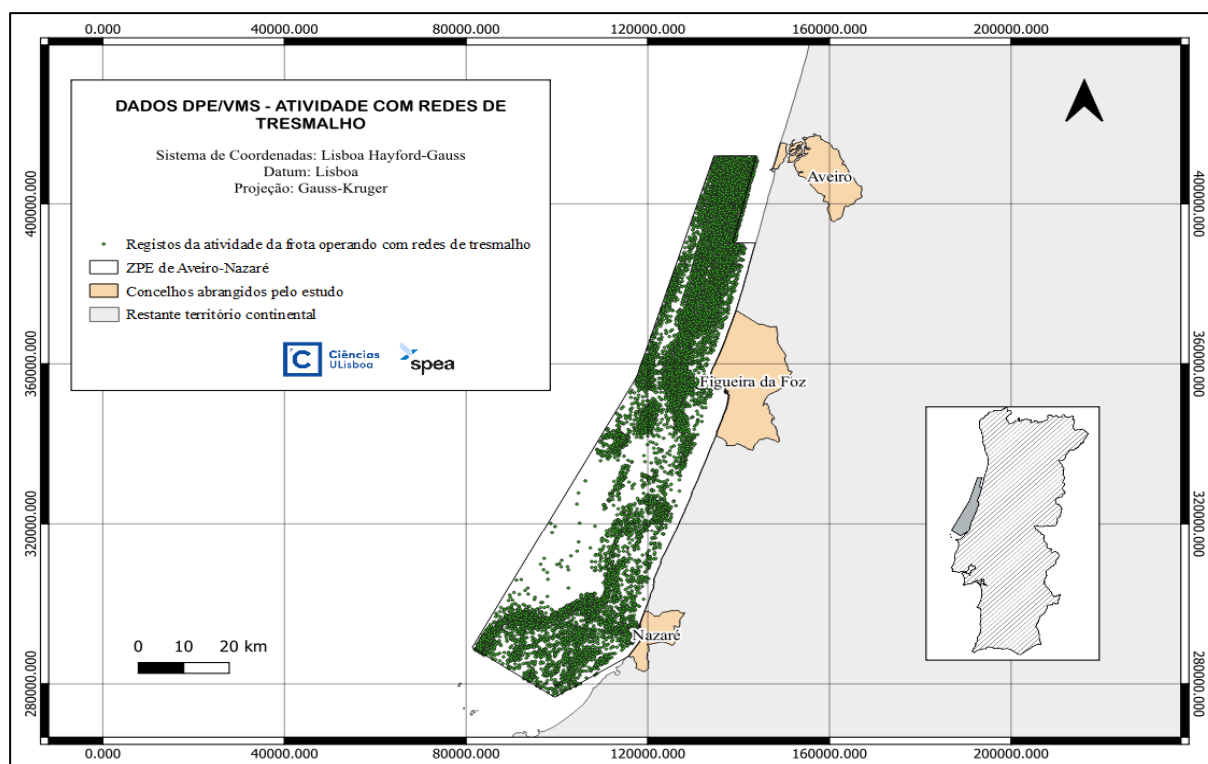 0.000 40000.000 80000.000 120000.000 160000.000 200000.000
DADOS DPE/VMS - ATIVIDADE COM REDES DE
TRESMALHO
Sistema de Coordenadas: Lisboa Hayford-Gauss
Datum: Lisboa
Projeção: Gauss-Kruger
Registos da atividade da frota operando com redes de tresmalho
ZPE de Aveiro-Nazaré
Concelhos abrangidos pelo estudo
Restante território continental
C Ciências
ULisboa
spea
400000.000
360000.000
320000.000
280000.000
Aveiro
Figueira da Foz
Nazaré
0 10 20 km
400000.000
360000.000
320000.000
280000.000
0.000 40000.000 80000.000 120000.000 160000.000 200000.000